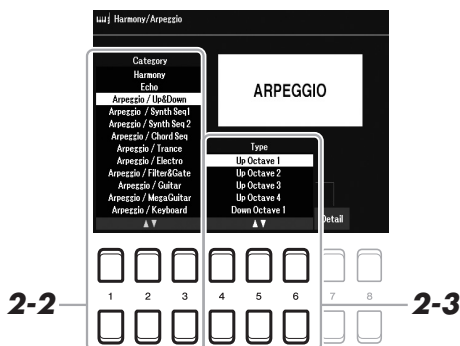 Harmony/Arpeggio
Category
Harmony
Echo
Arpeggio / Up&Down
Arpeggio / Synth Seq1
Arpeggio / Synth Seq 2
Arpeggio / Chord Seq
Arpeggio / Trance
Arpeggio / Electro
Arpeggio / Filter&Gate
Arpeggio / Guitar
Arpeggio / MegaGuitar
Arpeggio / Keyboard
▲▼
ARPEGGIO
Type
Up Octave 1
Up Octave 2
Up Octave 3
Up Octave 4
Down Octave 1
▲▼
Detail
1 2 3 4 5 6 7 8
2-2
2-3